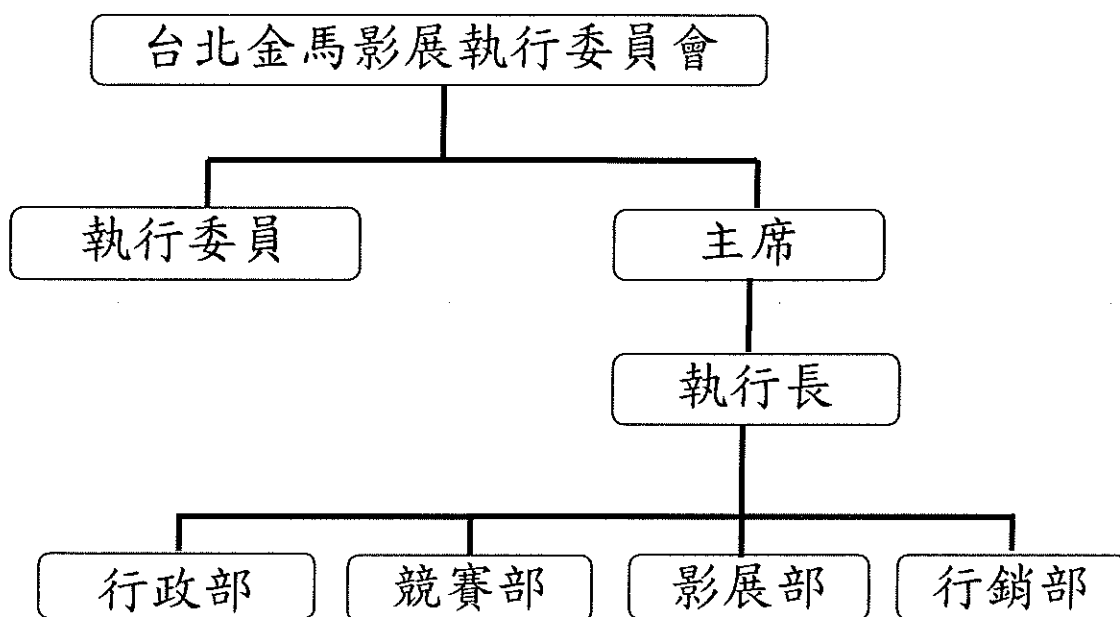 台北金馬影展執行委員會
執行委員
主席
執行長
行政部
競賽部
影展部
行銷部